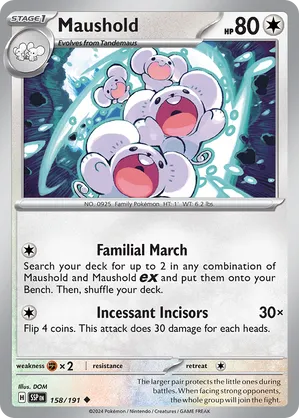 STAGE1
Maushold
HP 80
Evolves from Tandemaus
NO. 0925 Family Pokémon HT: 1' WT: 6.2 lbs.
Familial March
Search your deck for up to 2 in any combination of
Maushold and Maushold ex and put them onto your
Bench. Then, shuffle your deck.
Incessant Incisors 30×
Flip 4 coins. This attack does 30 damage for each heads.
weakness ×2 resistance retreat
Illus. DOM
The larger pair protects the little ones during
battles. When facing strong opponents,
the whole group will join the fight.
H SSP EN 158/191
©2024 Pokémon / Nintendo / Creatures / GAME FREAK